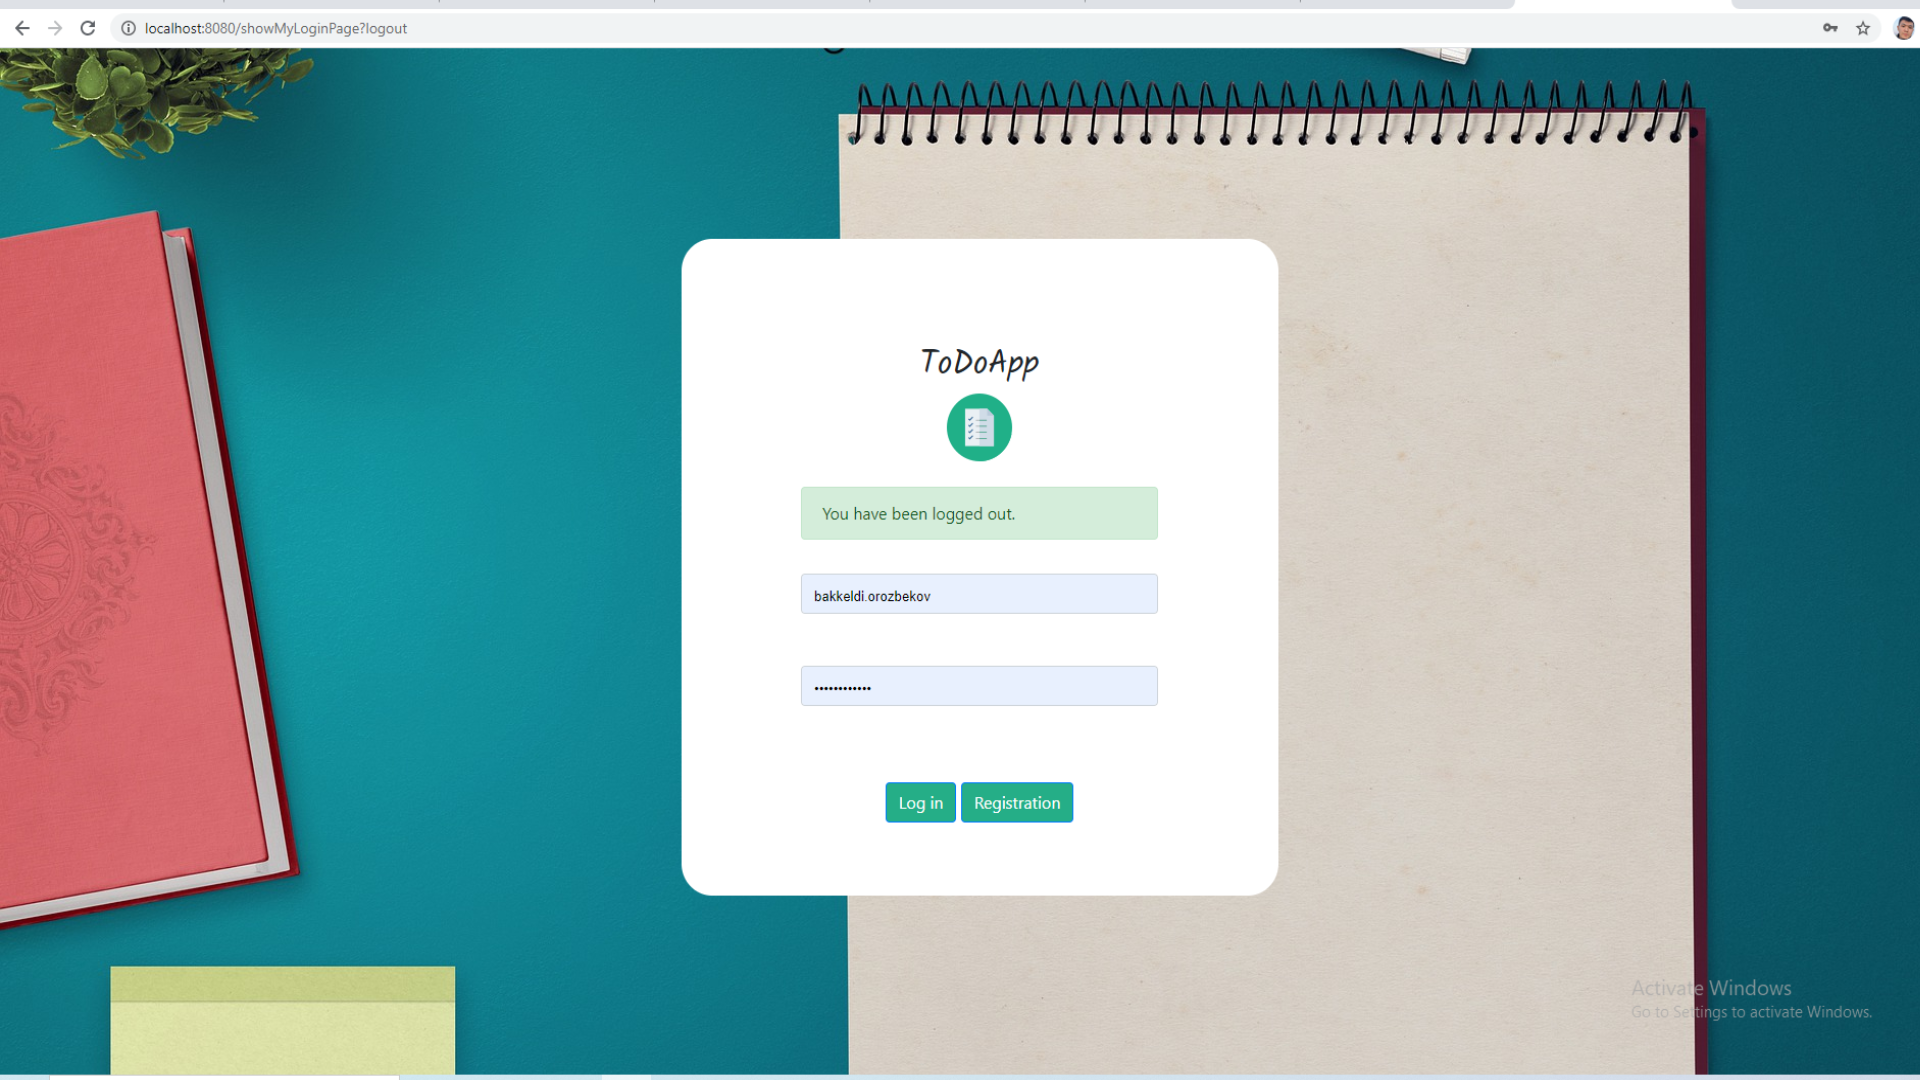 localhost:8080/showMyLoginPage?logout
ToDoApp
You have been logged out.
bakkeldi.orozbekov
••••••••••••
Log in
Registration
Activate Windows
Go to Settings to activate Windows.